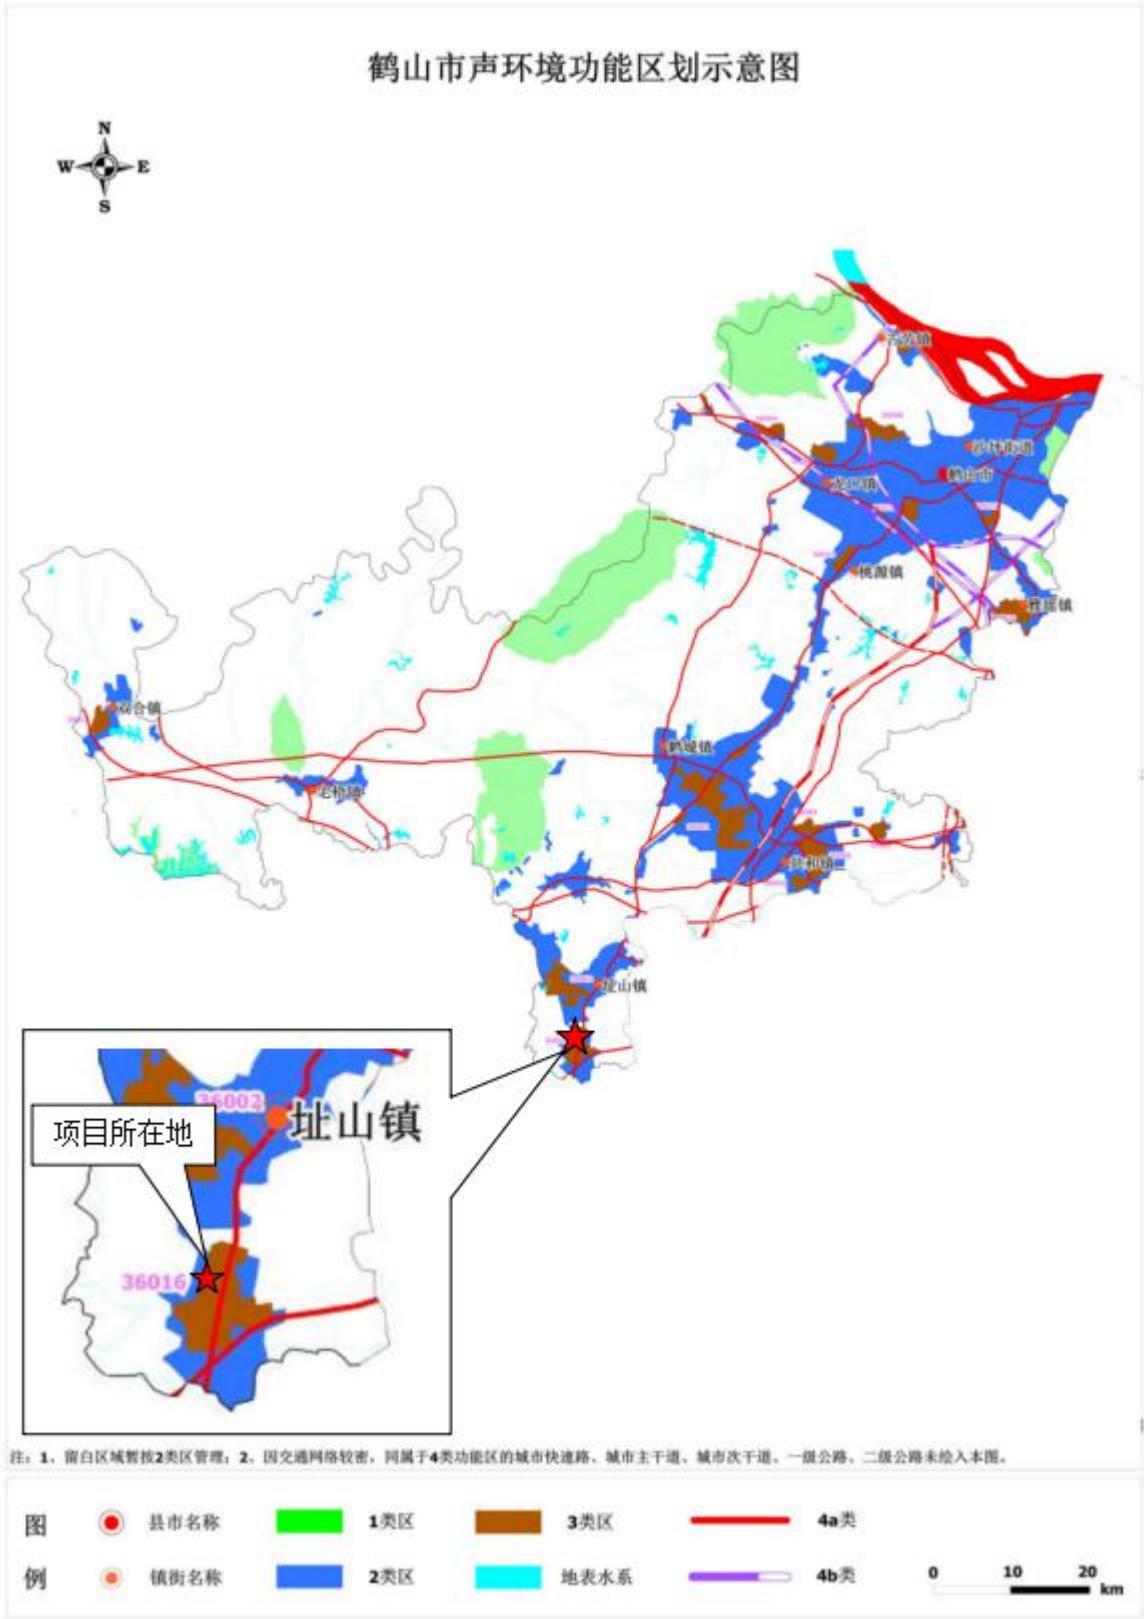 鹤山市声环境功能区划示意图
N
W E
S
古劳镇
沙坪街道
鹤山市
龙口镇
桃源镇
雅瑶镇
双合镇
鹤城镇
宅梧镇
共和镇
址山镇
36002
址山镇
项目所在地
36016
注：1、留白区域暂按2类区管理；2、因交通网络较密，同属于4类功能区的城市快速路、城市主干道、城市次干道、一级公路、二级公路未绘入本图。
图 县市名称 1类区 3类区 4a类
例 镇街名称 2类区 地表水系 4b类
0 10 20
km